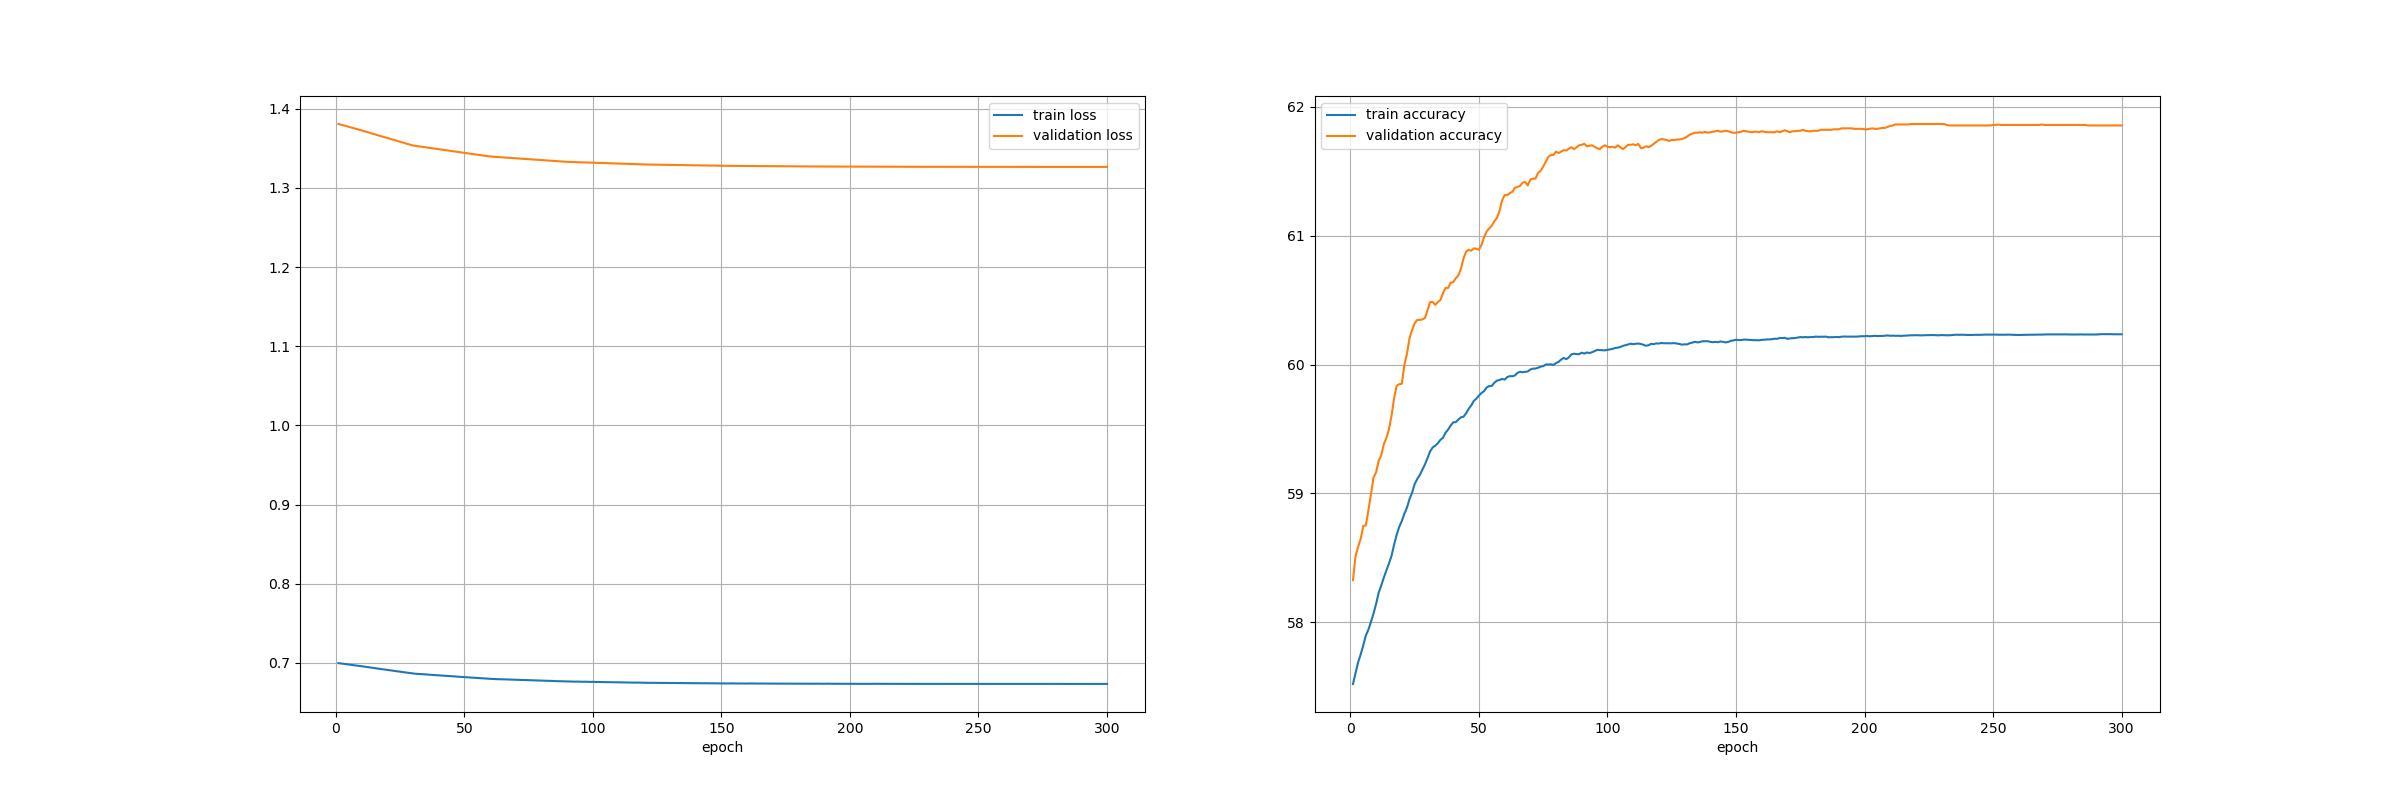 1.4
1.3
1.2
1.1
1.0
0.9
0.8
0.7
0 50 100 150 200 250 300
epoch
train loss
validation loss
62
61
60
59
58
0 50 100 150 200 250 300
epoch
train accuracy
validation accuracy